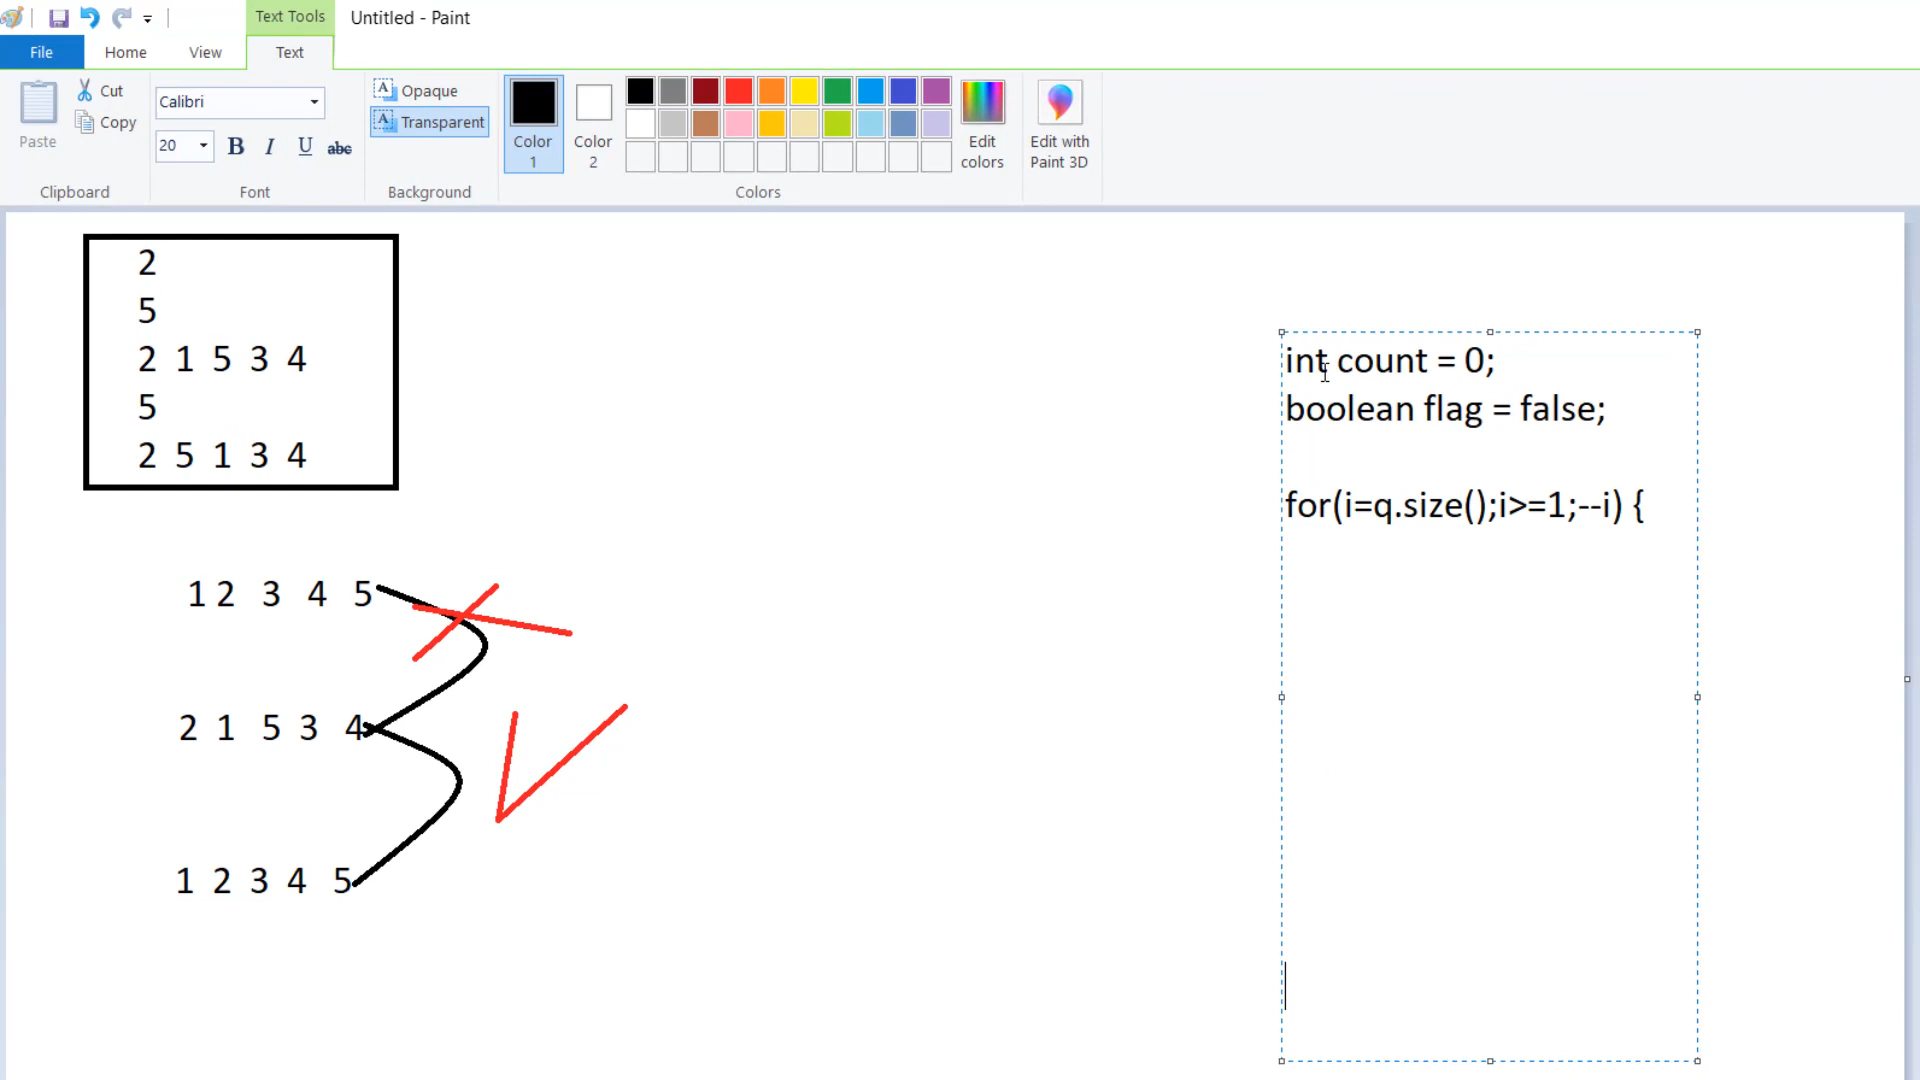 Text Tools
Untitled - Paint
File
Home
View
Text
Paste
Cut
Copy
Clipboard
Calibri
20
B I U abc
Font
A Opaque
A Transparent
Background
Color 1
Color 2
Colors
Edit colors
Edit with Paint 3D
2
5
2 1 5 3 4
5
2 5 1 3 4
1 2 3 4 5
2 1 5 3 4
1 2 3 4 5
int count = 0;
boolean flag = false;
for(i=q.size();i>=1;--i) {